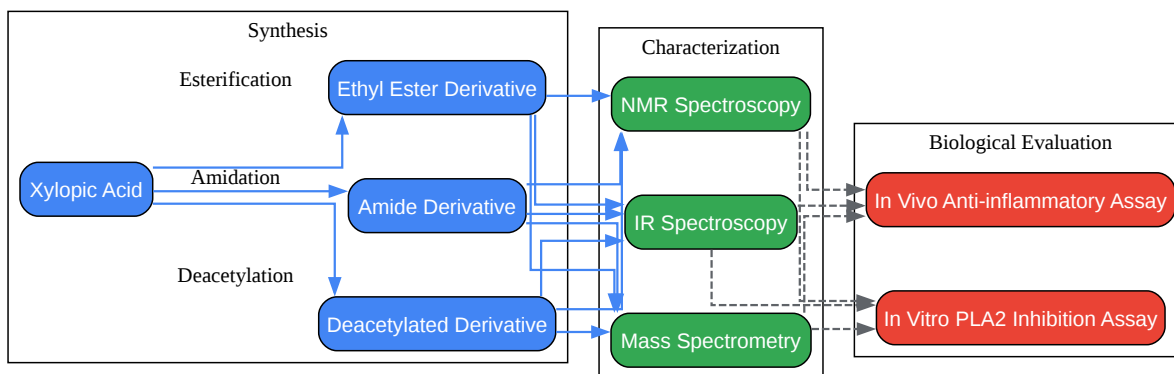 Synthesis
Esterification
Ethyl Ester Derivative
Xylopic Acid
Amidation
Amide Derivative
Deacetylation
Deacetylated Derivative
Characterization
NMR Spectroscopy
IR Spectroscopy
Mass Spectrometry
Biological Evaluation
In Vivo Anti-inflammatory Assay
In Vitro PLA2 Inhibition Assay